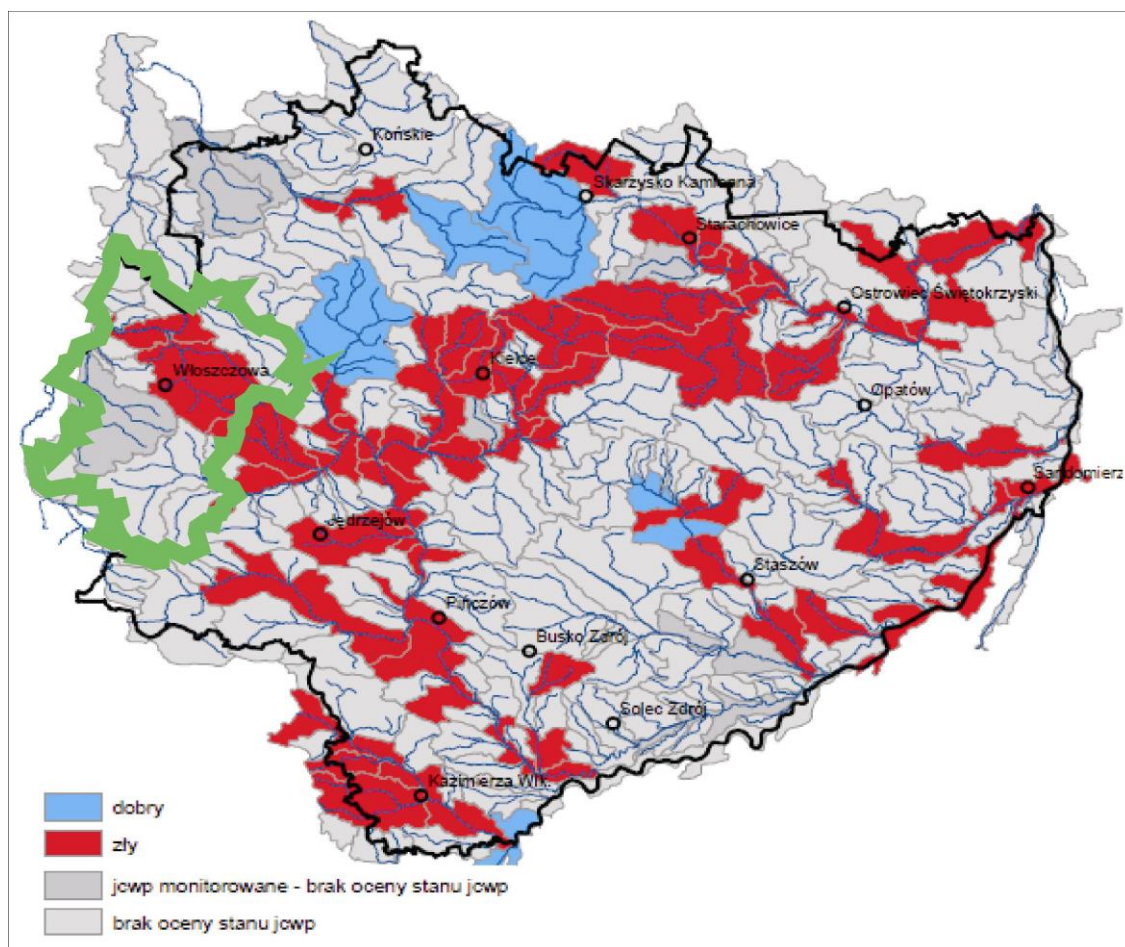 Końskie
Skarżysko Kamienna
Starachowice
Ostrowiec Świętokrzyski
Włoszczowa
Kielce
Opatów
Sandomierz
Jędrzejów
Staszów
Pińczów
Busko Zdrój
Solec Zdrój
Kazimierza Wlk.
dobry
zły
jcwp monitorowane - brak oceny stanu jcwp
brak oceny stanu jcwp